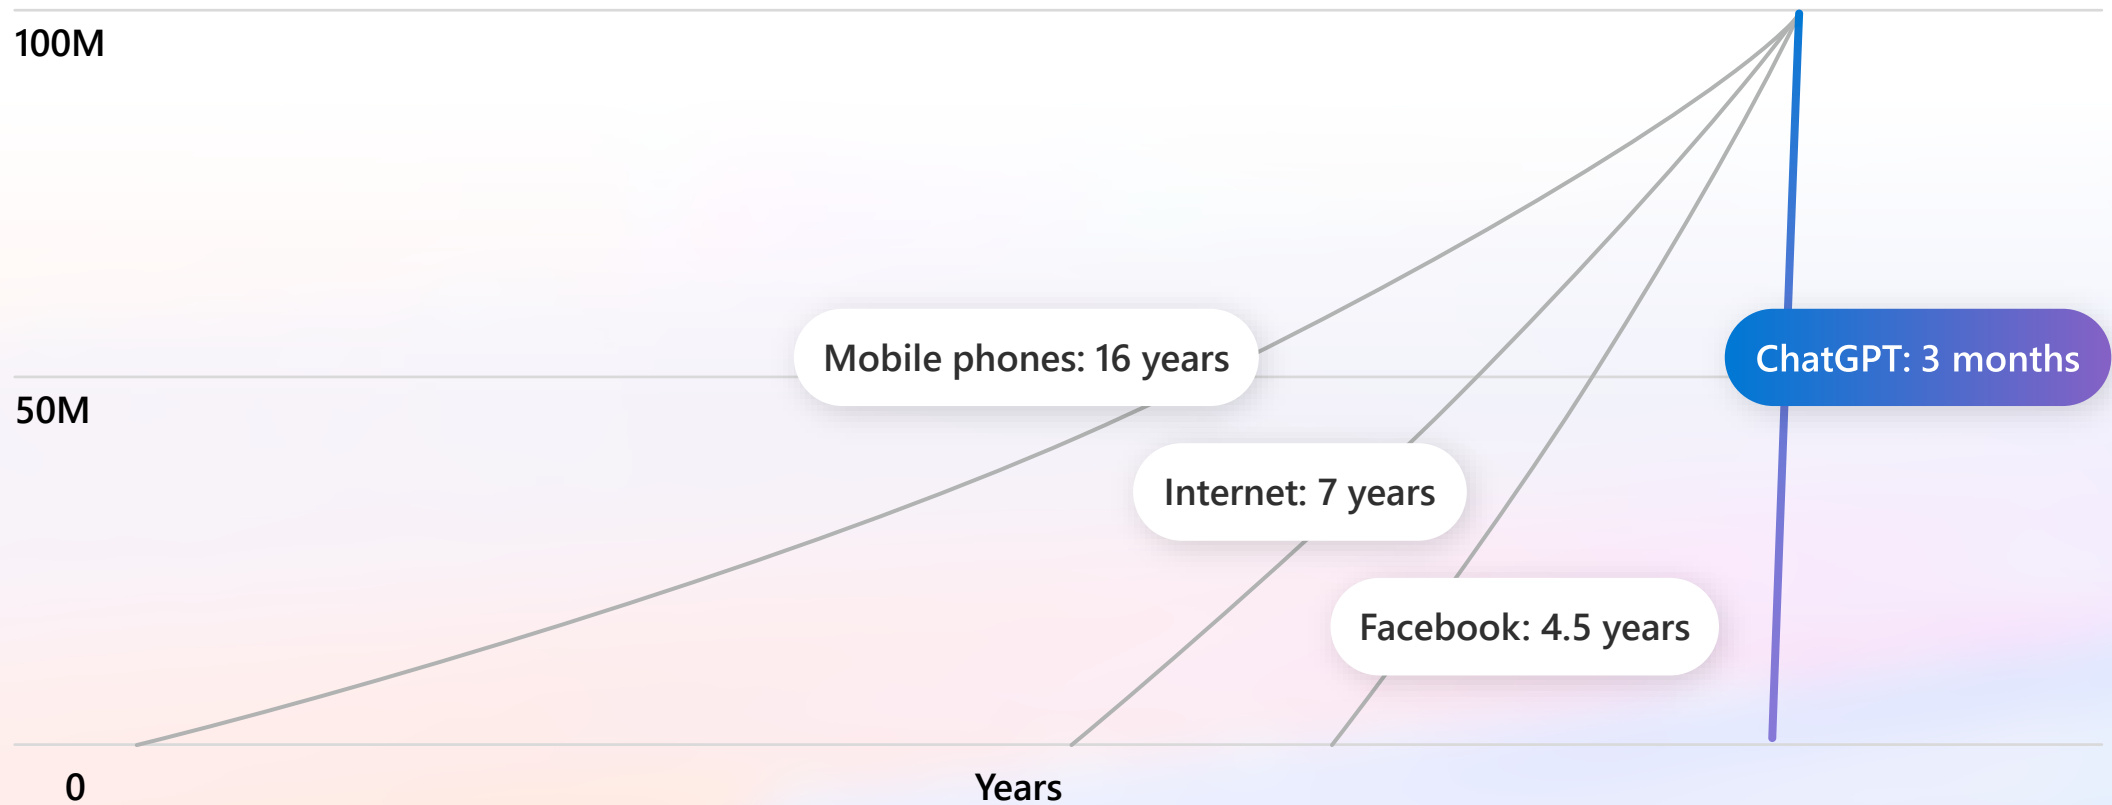 100M
Mobile phones: 16 years
ChatGPT: 3 months
50M
Internet: 7 years
Facebook: 4.5 years
0
Years